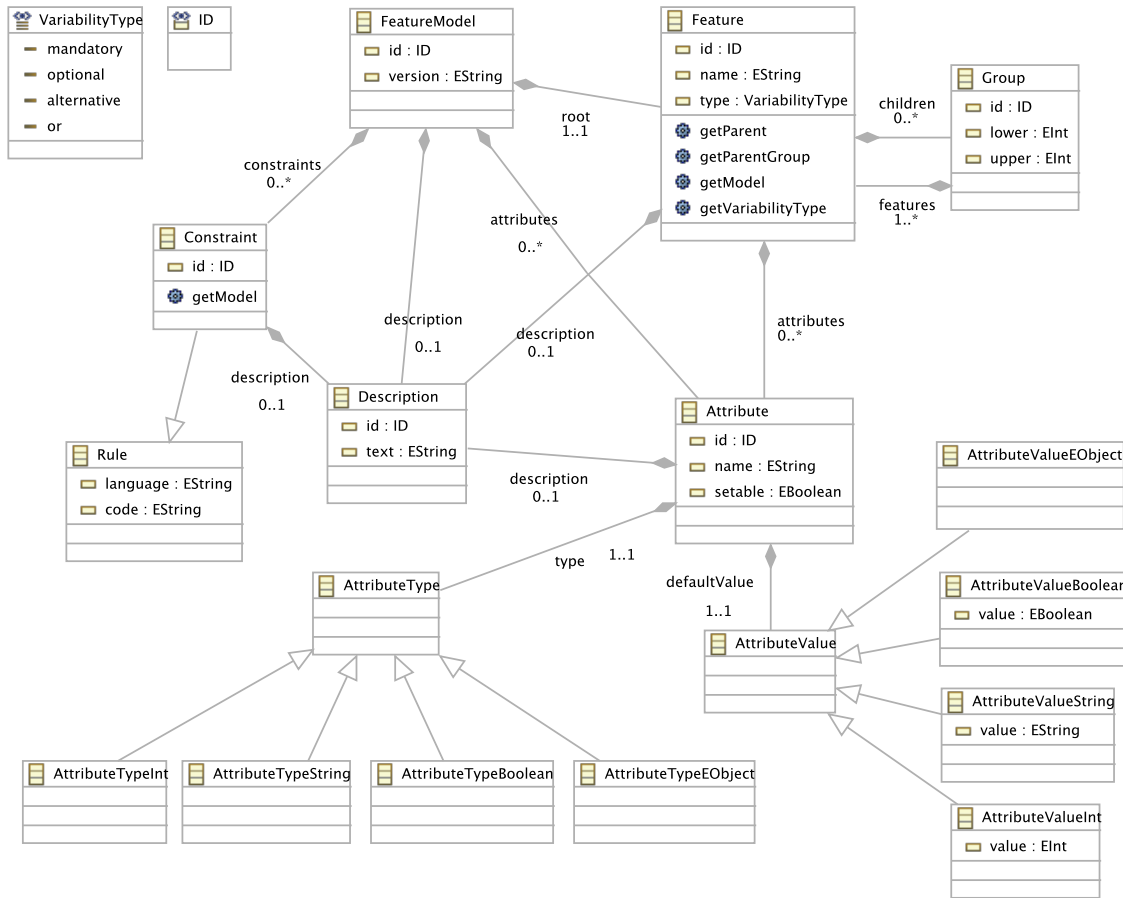 VariabilityType
mandatory
optional
alternative
or
ID
FeatureModel
id : ID
version : EString
Feature
id : ID
name : EString
type : VariabilityType
getParent
getParentGroup
getModel
getVariabilityType
Group
id : ID
lower : EInt
upper : EInt
root
1..1
children
0..*
features
1..*
constraints
0..*
attributes
0..*
Constraint
id : ID
getModel
description
0..1
description
0..1
attributes
0..*
description
0..1
Description
id : ID
text : EString
Attribute
id : ID
name : EString
setable : EBoolean
Rule
language : EString
code : EString
description
0..1
type
1..1
defaultValue
1..1
AttributeValueEObject
AttributeType
AttributeValueBoolean
value : EBoolean
AttributeValue
AttributeValueString
value : EString
AttributeTypeInt
AttributeTypeString
AttributeTypeBoolean
AttributeTypeEObject
AttributeValueInt
value : EInt